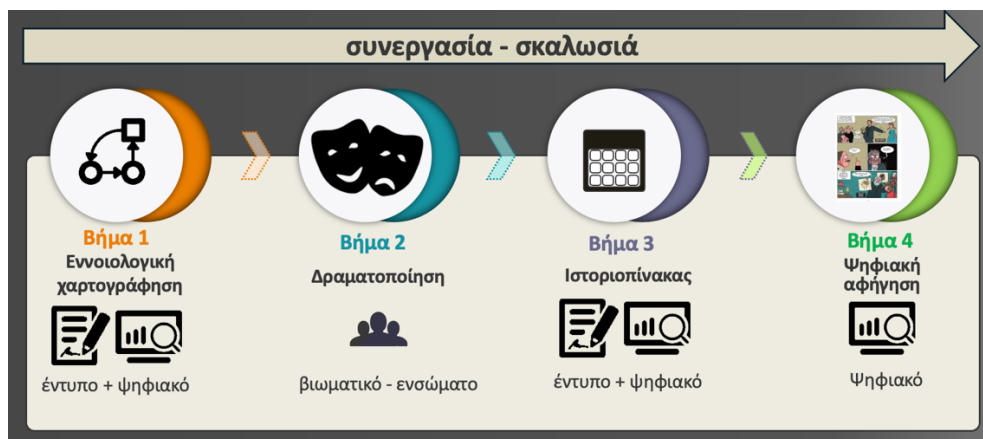 συνεργασία - σκαλωσιά
Βήμα 1
Εννοιολογική
χαρτογράφηση
έντυπο + ψηφιακό
Βήμα 2
Δραματοποίηση
βιωματικό - ενσώματο
Βήμα 3
Ιστοριοπίνακας
έντυπο + ψηφιακό
Βήμα 4
Ψηφιακή
αφήγηση
Ψηφιακό